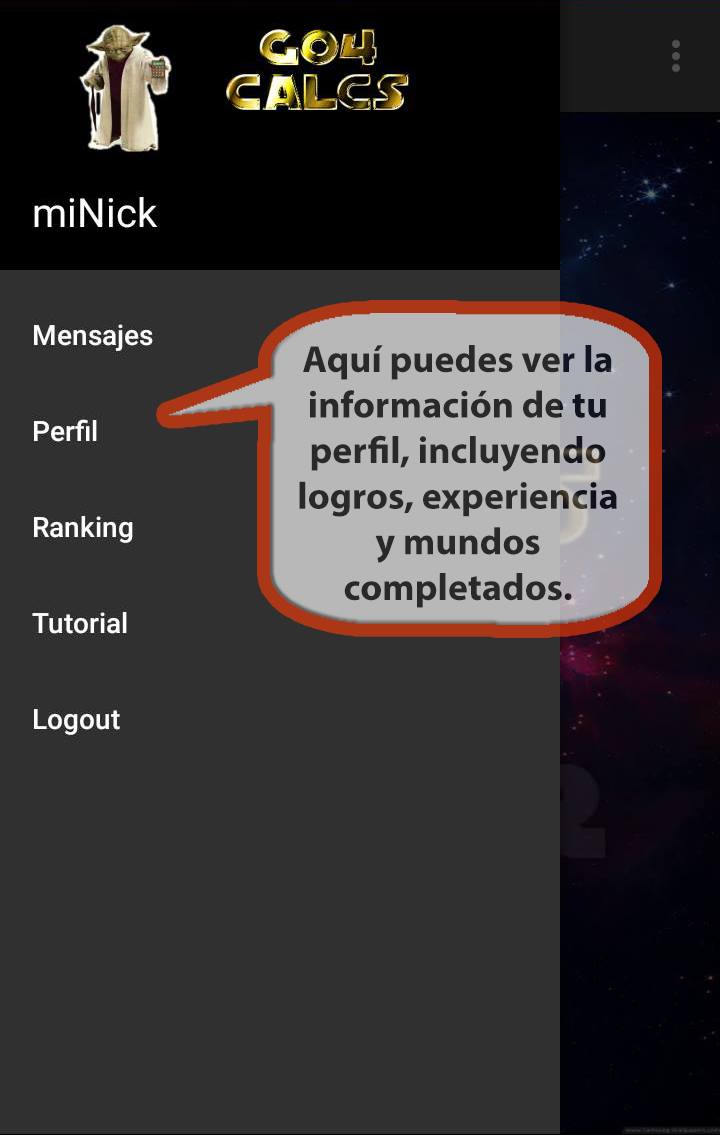 GO4
CALCS
miNick
Mensajes
Perfil
Ranking
Tutorial
Logout
Aquí puedes ver la
información de tu
perfil, incluyendo
logros, experiencia
y mundos
completados.
2